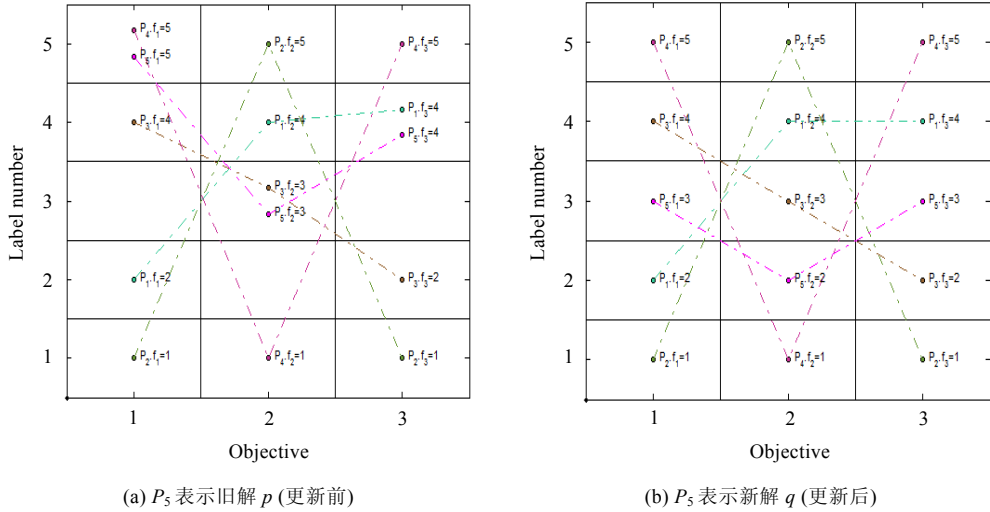 5
4
3
2
1
Label number
P4:f1=5
P5:f1=5
P3:f1=4
P1:f1=2
P2:f1=1
P2:f2=5
P1:f2=4
P3:f2=3
P5:f2=3
P4:f2=1
P4:f3=5
P1:f3=4
P5:f3=4
P3:f3=2
P2:f3=1
1 2 3
Objective
(a) P5 表示旧解 p (更新前)
5
4
3
2
1
Label number
P4:f1=5
P3:f1=4
P5:f1=3
P1:f1=2
P2:f1=1
P2:f2=5
P1:f2=4
P3:f2=3
P5:f2=2
P4:f2=1
P4:f3=5
P1:f3=4
P5:f3=3
P3:f3=2
P2:f3=1
1 2 3
Objective
(b) P5 表示新解 q (更新后)